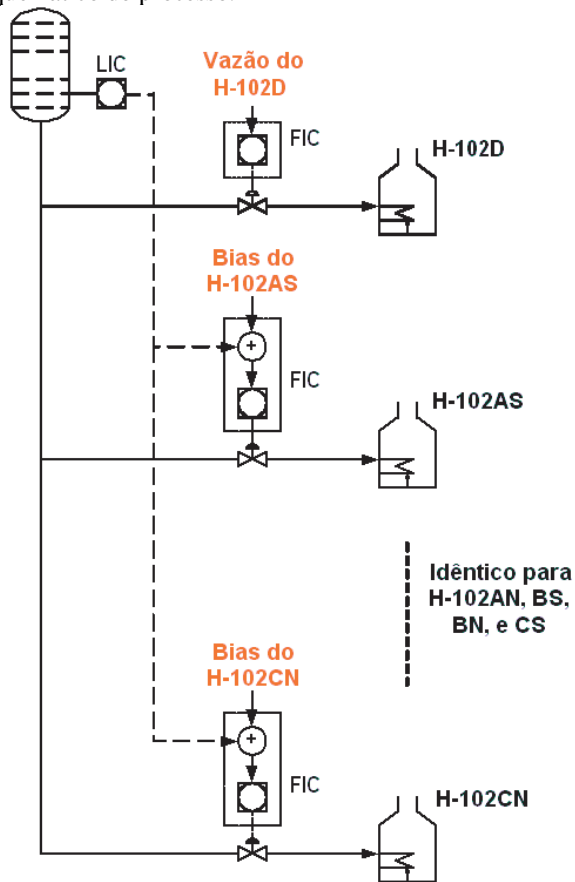 LIC
Vazão do
H-102D
FIC
H-102D
Bias do
H-102AS
+
FIC
H-102AS
Idêntico para
H-102AN, BS,
BN, e CS
Bias do
H-102CN
+
FIC
H-102CN